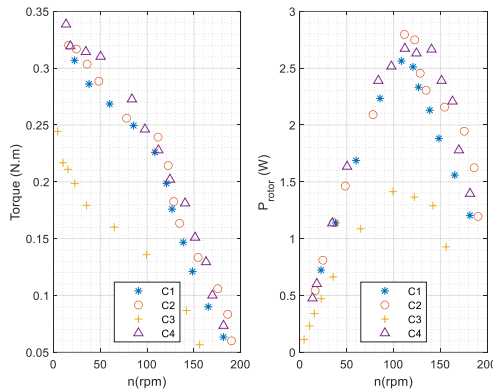 0.35
0.3
0.25
0.2
0.15
0.1
0.05
Torque (N.m)
0 50 100 150 200
n(rpm)
C1
C2
C3
C4
3
2.5
2
1.5
1
0.5
0
P rotor (W)
0 50 100 150 200
n(rpm)
C1
C2
C3
C4